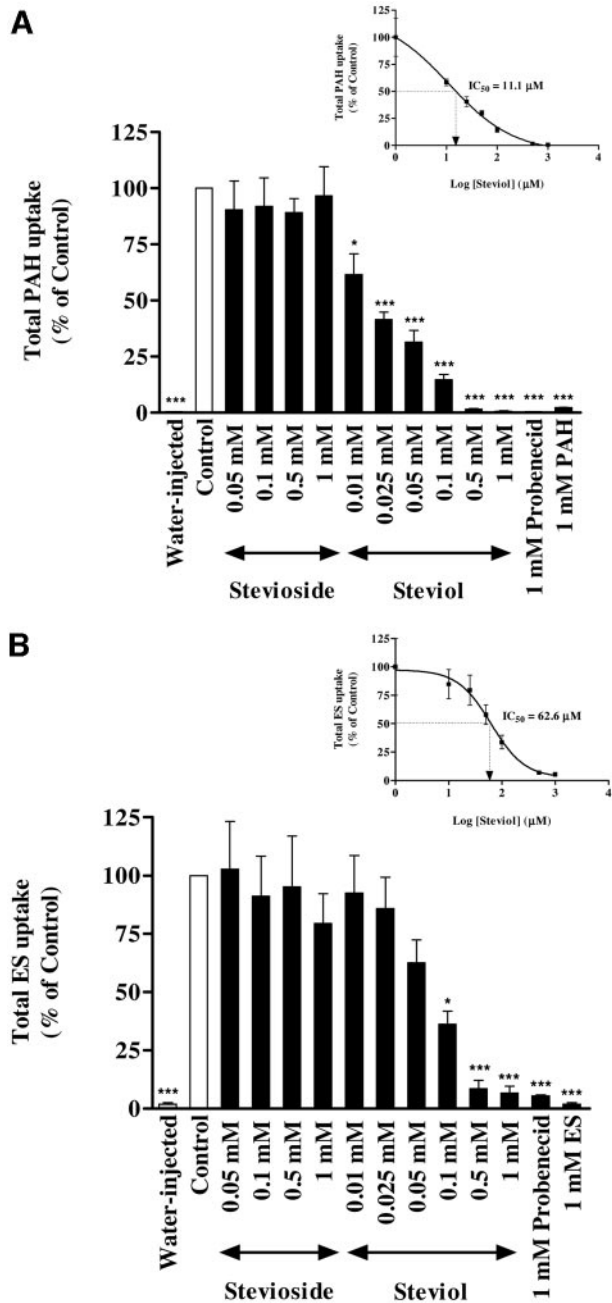 A
Total PAH uptake
(% of Control)
125
100
75
50
25
0
IC50 = 11.1 μM
0 1 2 3 4
Log [Steviol] (μM)
Total PAH uptake
(% of Control)
125
100
75
50
25
0
*
***
***
***
***
***
***
***
***
Water-injected
Control
0.05 mM
0.1 mM
0.5 mM
1 mM
0.01 mM
0.025 mM
0.05 mM
0.1 mM
0.5 mM
1 mM
1 mM Probenecid
1 mM PAH
Stevioside Steviol
B
Total ES uptake
(% of Control)
125
100
75
50
25
0
IC50 = 62.6 μM
0 1 2 3 4
Log [Steviol] (μM)
Total ES uptake
(% of Control)
125
100
75
50
25
0
***
*
***
***
***
***
Water-injected
Control
0.05 mM
0.1 mM
0.5 mM
1 mM
0.01 mM
0.025 mM
0.05 mM
0.1 mM
0.5 mM
1 mM
1 mM Probenecid
1 mM ES
Stevioside Steviol